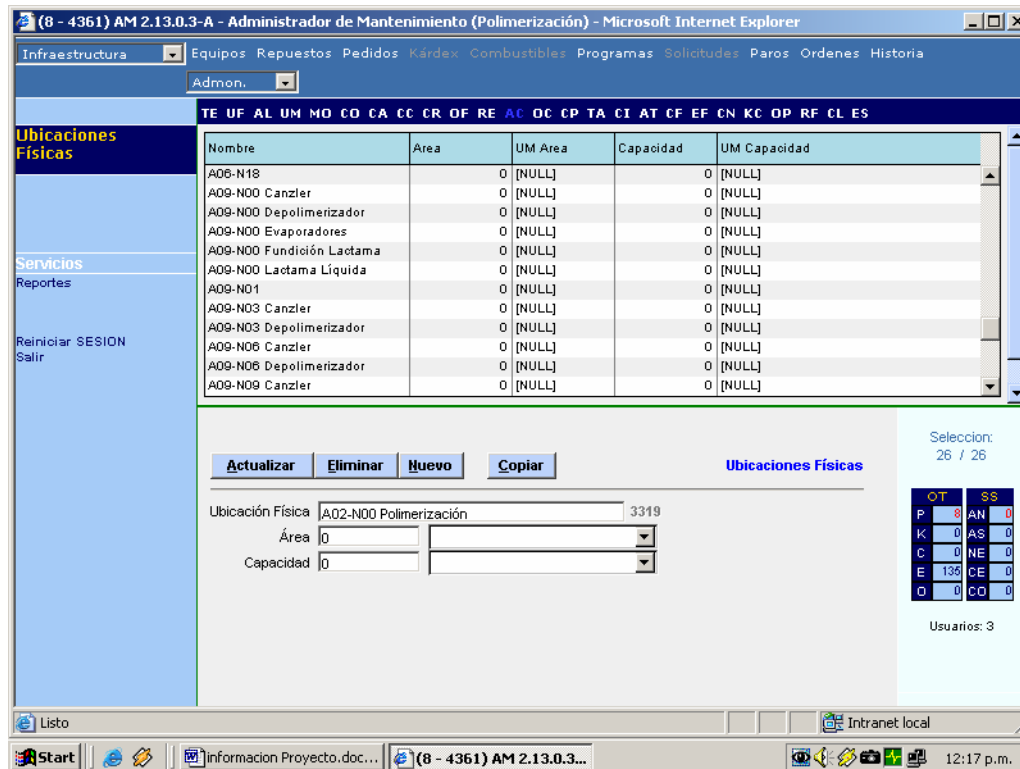 (8 - 4361) AM 2.13.0.3-A - Administrador de Mantenimiento (Polimerización) - Microsoft Internet Explorer
Infraestructura Equipos Repuestos Pedidos Kárdex Combustibles Programas Solicitudes Paros Ordenes Historia
Admon.
TE UF AL UM MO CO CA CC CR OF RE AC OC CP TA CI AT CF EF CN KC OP RF CL ES
Ubicaciones
Físicas
Servicios
Reportes
Reiniciar SESION
Salir
Nombre Area UM Area Capacidad UM Capacidad
A06-N18 0 [NULL] 0 [NULL]
A09-N00 Canzler 0 [NULL] 0 [NULL]
A09-N00 Depolimerizador 0 [NULL] 0 [NULL]
A09-N00 Evaporadores 0 [NULL] 0 [NULL]
A09-N00 Fundición Lactama 0 [NULL] 0 [NULL]
A09-N00 Lactama Líquida 0 [NULL] 0 [NULL]
A09-N01 0 [NULL] 0 [NULL]
A09-N03 Canzler 0 [NULL] 0 [NULL]
A09-N03 Depolimerizador 0 [NULL] 0 [NULL]
A09-N06 Canzler 0 [NULL] 0 [NULL]
A09-N06 Depolimerizador 0 [NULL] 0 [NULL]
A09-N09 Canzler 0 [NULL] 0 [NULL]
Actualizar Eliminar Nuevo Copiar Ubicaciones Físicas
Ubicación Física A02-N00 Polimerización 3319
Área 0
Capacidad 0
Seleccion:
26 / 26
OT SS
P 8 AN 0
K 0 AS 0
C 0 NE 0
E 135 CE 0
O 0 CO 0
Usuarios: 3
Listo Intranet local
Start informacion Proyecto.doc... (8 - 4361) AM 2.13.0.3... 12:17 p.m.